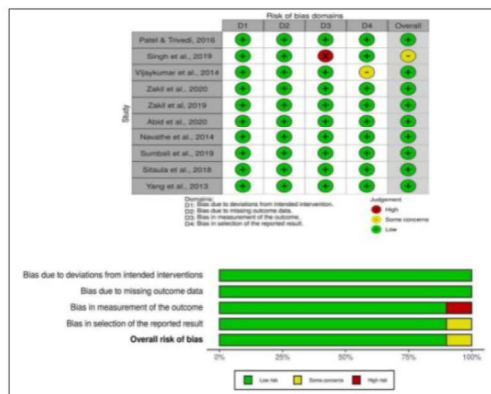 Risk of bias domains
D1 D2 D3 D4 Overall
Patel & Trivedi, 2016
Singh et al., 2019
Vijaykumar et al., 2014
Zakil et al., 2020
Zakil et al., 2019
Abid et al., 2020
Navathe et al., 2014
Sumbali et al., 2019
Sitaula et al., 2018
Yang et al., 2013
Study
Domains:
D1: Bias due to deviations from intended intervention.
D2: Bias due to missing outcome data.
D3: Bias in measurement of the outcome.
D4: Bias in selection of the reported result.
Judgement
High
Some concerns
Low
Bias due to deviations from intended interventions
Bias due to missing outcome data
Bias in measurement of the outcome
Bias in selection of the reported result
Overall risk of bias
0% 25% 50% 75% 100%
Low risk Some concerns High risk